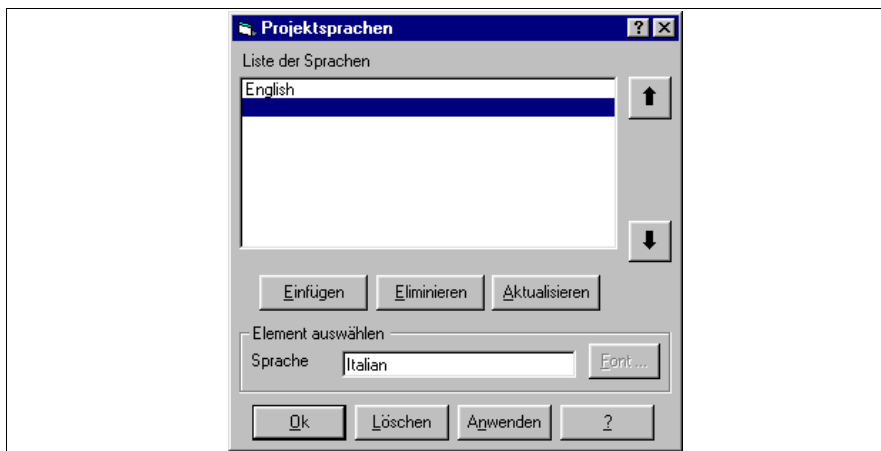 Projektsprachen
Liste der Sprachen
English
Einfügen Eliminieren Aktualisieren
Element auswählen
Sprache Italian Font...
Ok Löschen Anwenden ?